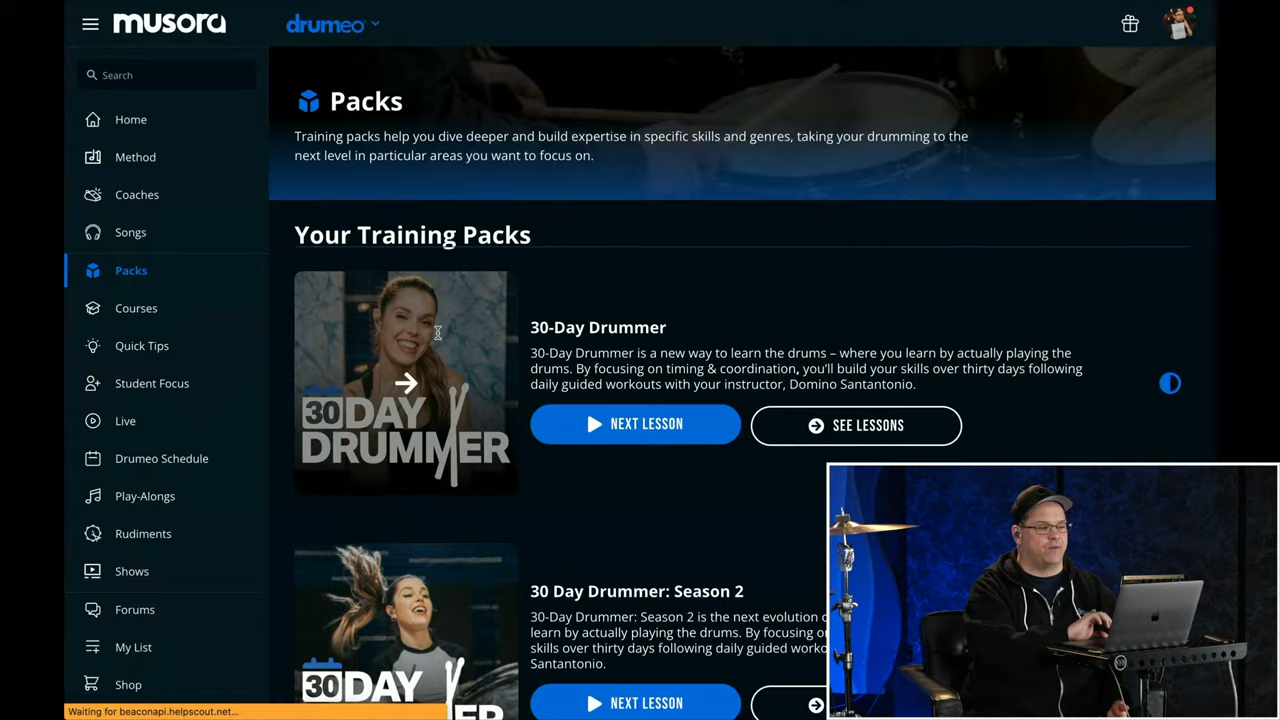 musora
drumeo
Search
Home
Method
Coaches
Songs
Packs
Courses
Quick Tips
Student Focus
Live
Drumeo Schedule
Play-Alongs
Rudiments
Shows
Forums
My List
Shop
Waiting for beaconapi.helpscout.net...
Packs
Training packs help you dive deeper and build expertise in specific skills and genres, taking your drumming to the
next level in particular areas you want to focus on.
Your Training Packs
30 DAY
DRUMMER
30-Day Drummer
30-Day Drummer is a new way to learn the drums – where you learn by actually playing the
drums. By focusing on timing & coordination, you'll build your skills over thirty days following
daily guided workouts with your instructor, Domino Santantonio.
NEXT LESSON
SEE LESSONS
30 DAY
30 Day Drummer: Season 2
30-Day Drummer: Season 2 is the next evolution
learn by actually playing the drums. By focusing
skills over thirty days following daily guided
Santantonio.
NEXT LESSON